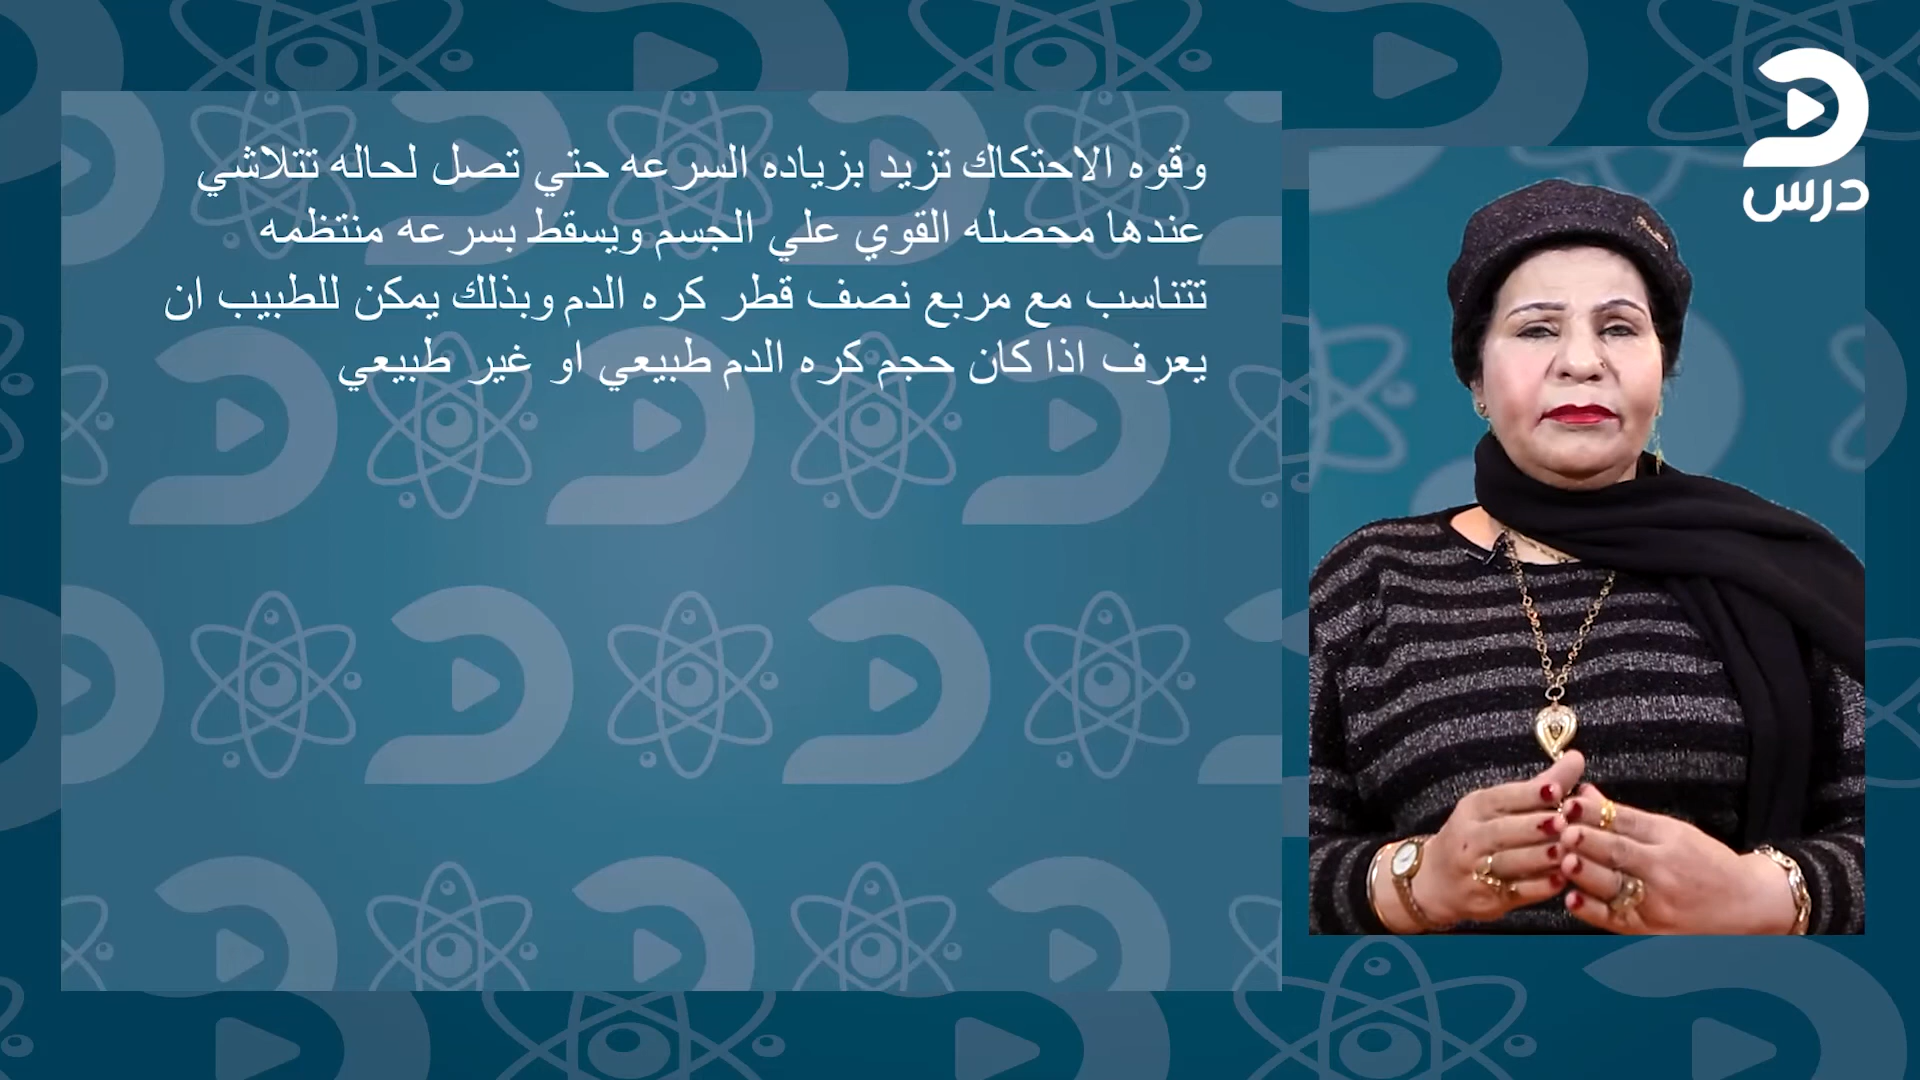 وقوه الاحتكاك تزيد بزياده السرعه حتي تصل لحاله تتلاشي
عندها محصله القوي علي الجسم ويسقط بسرعه منتظمه
تتناسب مع مربع نصف قطر كره الدم وبذلك يمكن للطبيب ان
يعرف اذا كان حجم كره الدم طبيعي او غير طبيعي
درس